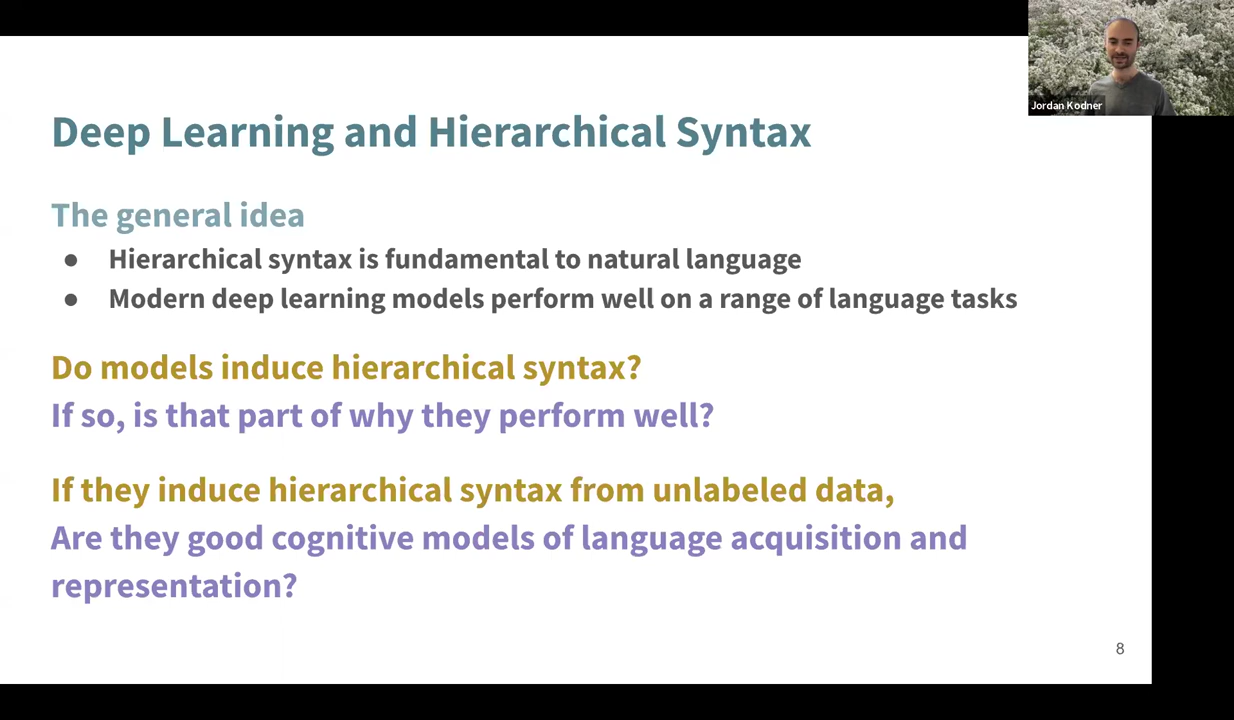 Jordan Kodner
Deep Learning and Hierarchical Syntax
The general idea
● Hierarchical syntax is fundamental to natural language
● Modern deep learning models perform well on a range of language tasks
Do models induce hierarchical syntax?
If so, is that part of why they perform well?
If they induce hierarchical syntax from unlabeled data,
Are they good cognitive models of language acquisition and
representation?
8